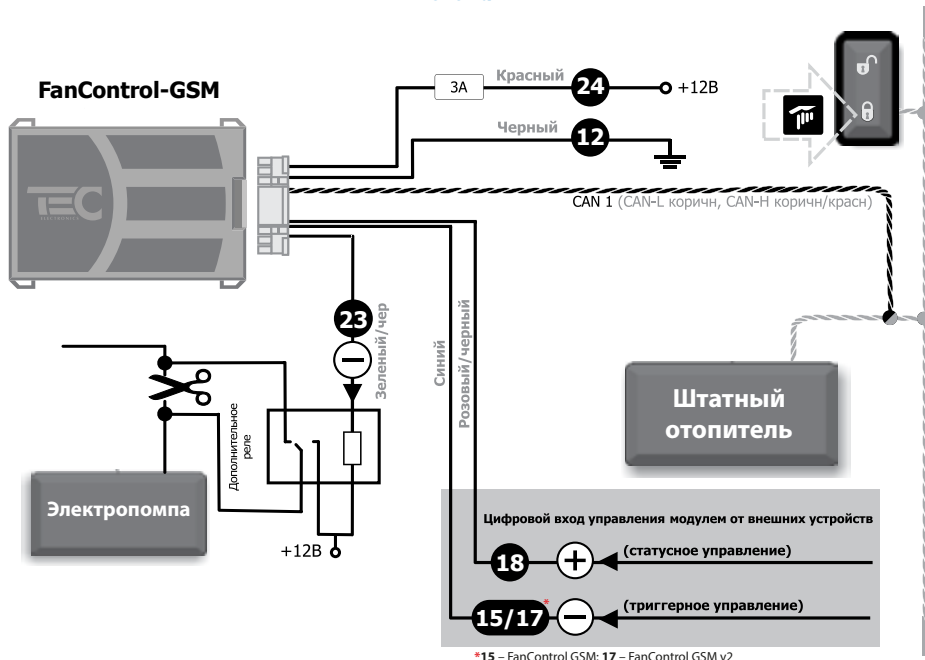 FanControl-GSM
3А
Красный
24
+12В
Черный
12
TEC
ELECTRONICS
CAN 1 (CAN-L коричн, CAN-H коричн/красн)
23
Зеленый/чер
Синий
Розовый/черный
Дополнительное
реле
Электропомпа
+12В
Штатный
отопитель
Цифровой вход управления модулем от внешних устройств
18
(статусное управление)
15/17*
(триггерное управление)
*15 – FanControl GSM; 17 – FanControl GSM v2